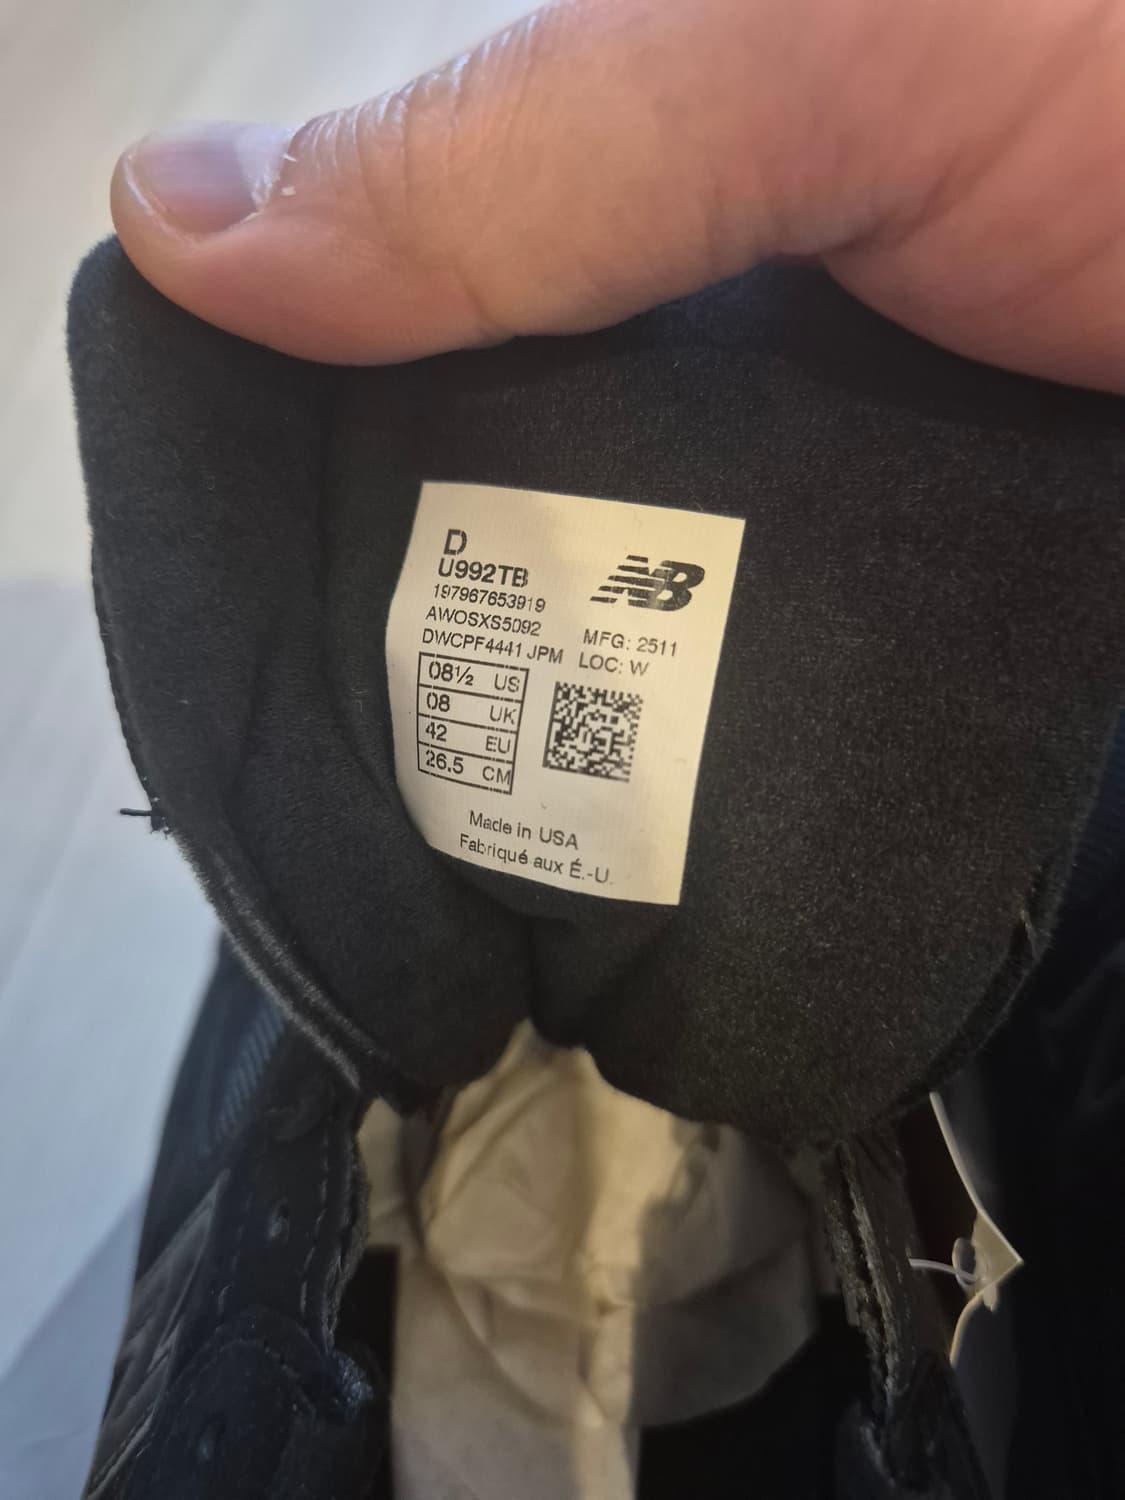 D
U992TB
197967653919
AWOSXS5092
DWCPF4441 JPM
NB
MFG: 2511
LOC: W
08½ US
08 UK
42 EU
26.5 CM
Made in USA
Fabriqué aux É.-U.